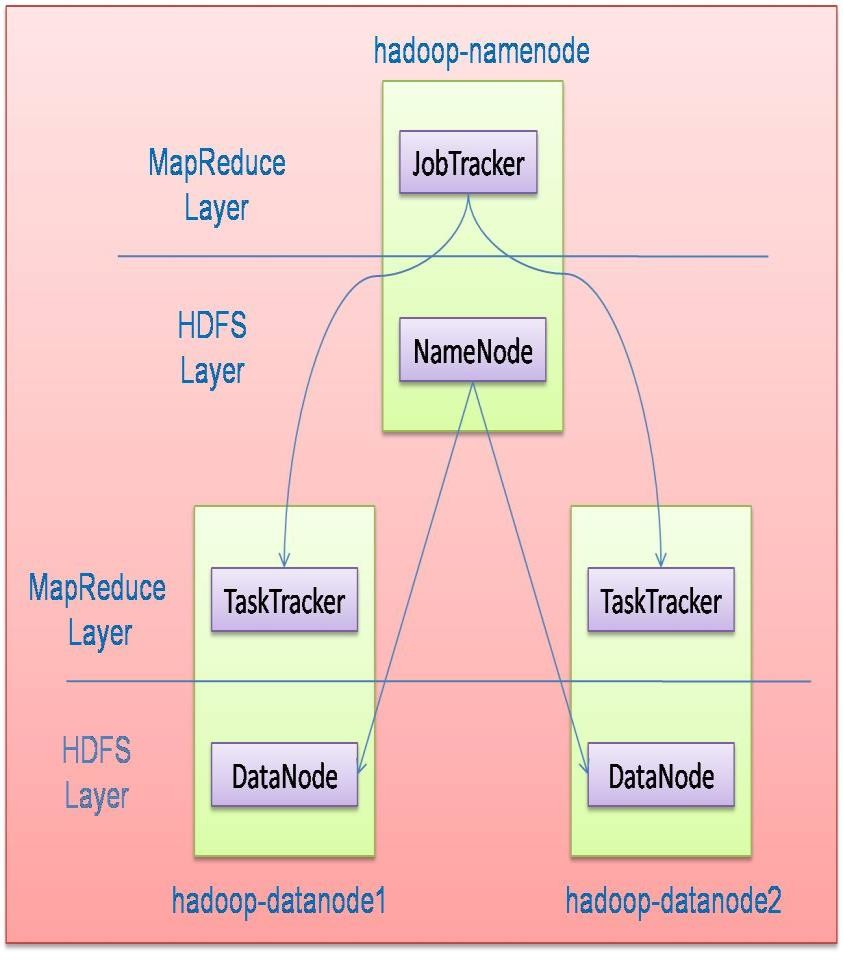 hadoop-namenode
JobTracker
MapReduce
Layer
HDFS
Layer
NameNode
MapReduce
Layer
TaskTracker
TaskTracker
HDFS
Layer
DataNode
DataNode
hadoop-datanode1
hadoop-datanode2